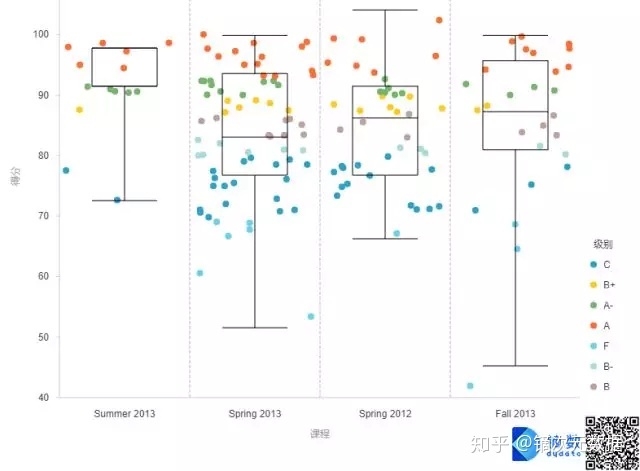 100
90
80
70
60
50
40
得分
Summer 2013
Spring 2013
Spring 2012
Fall 2013
课程
级别
C
B+
A-
A
F
B-
B
知乎
dydata